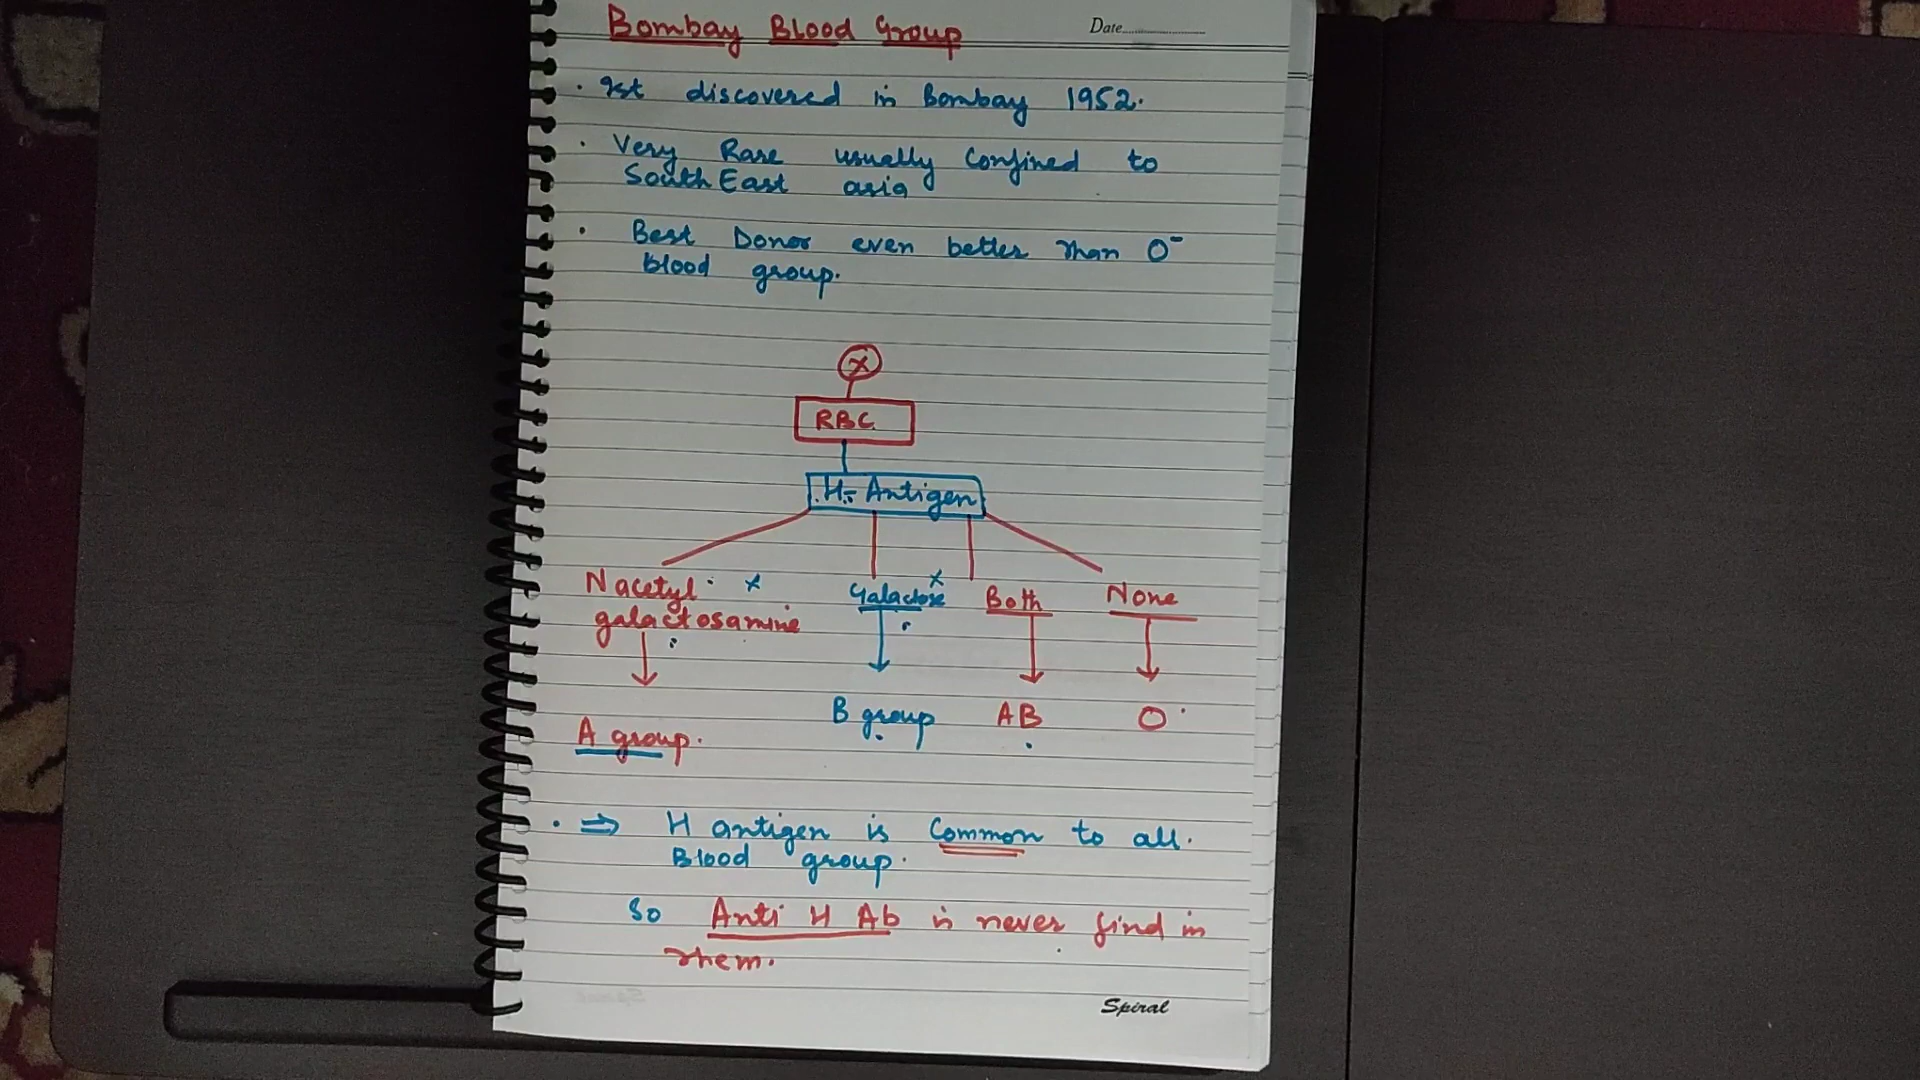 Bombay Blood Group
Date
• 1st discovered in Bombay 1952.
• Very Rare usually confined to
South East asia
• Best Donor even better than O⁻
blood group.
x
RBC
H- Antigen
N acetyl x
galactosamine
Galactose x
Both
None
A group.
B group
AB
O
• ⇒ H antigen is Common to all.
Blood group.
So Anti H Ab is never find in
them.
Spiral